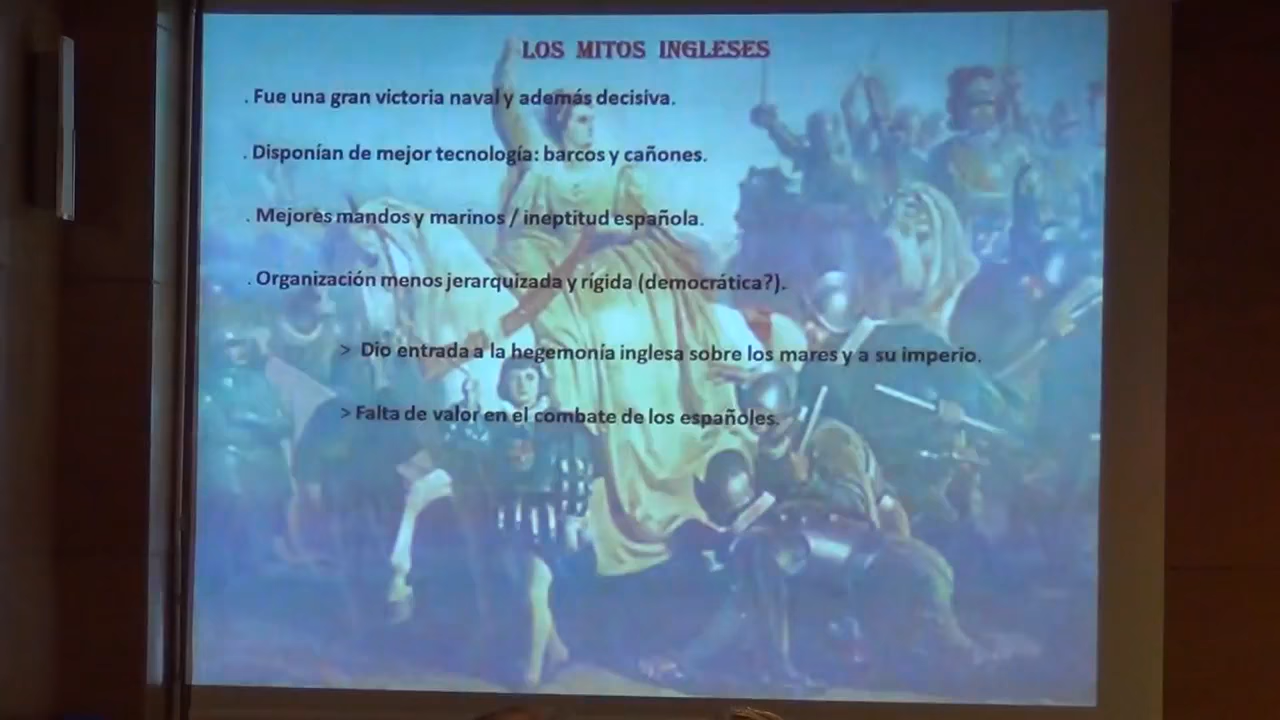 LOS MITOS INGLESES
. Fue una gran victoria naval y además decisiva.
. Disponían de mejor tecnología: barcos y cañones.
. Mejores mandos y marinos / ineptitud española.
. Organización menos jerarquizada y rígida (democrática?).
> Dio entrada a la hegemonía inglesa sobre los mares y a su imperio.
> Falta de valor en el combate de los españoles.